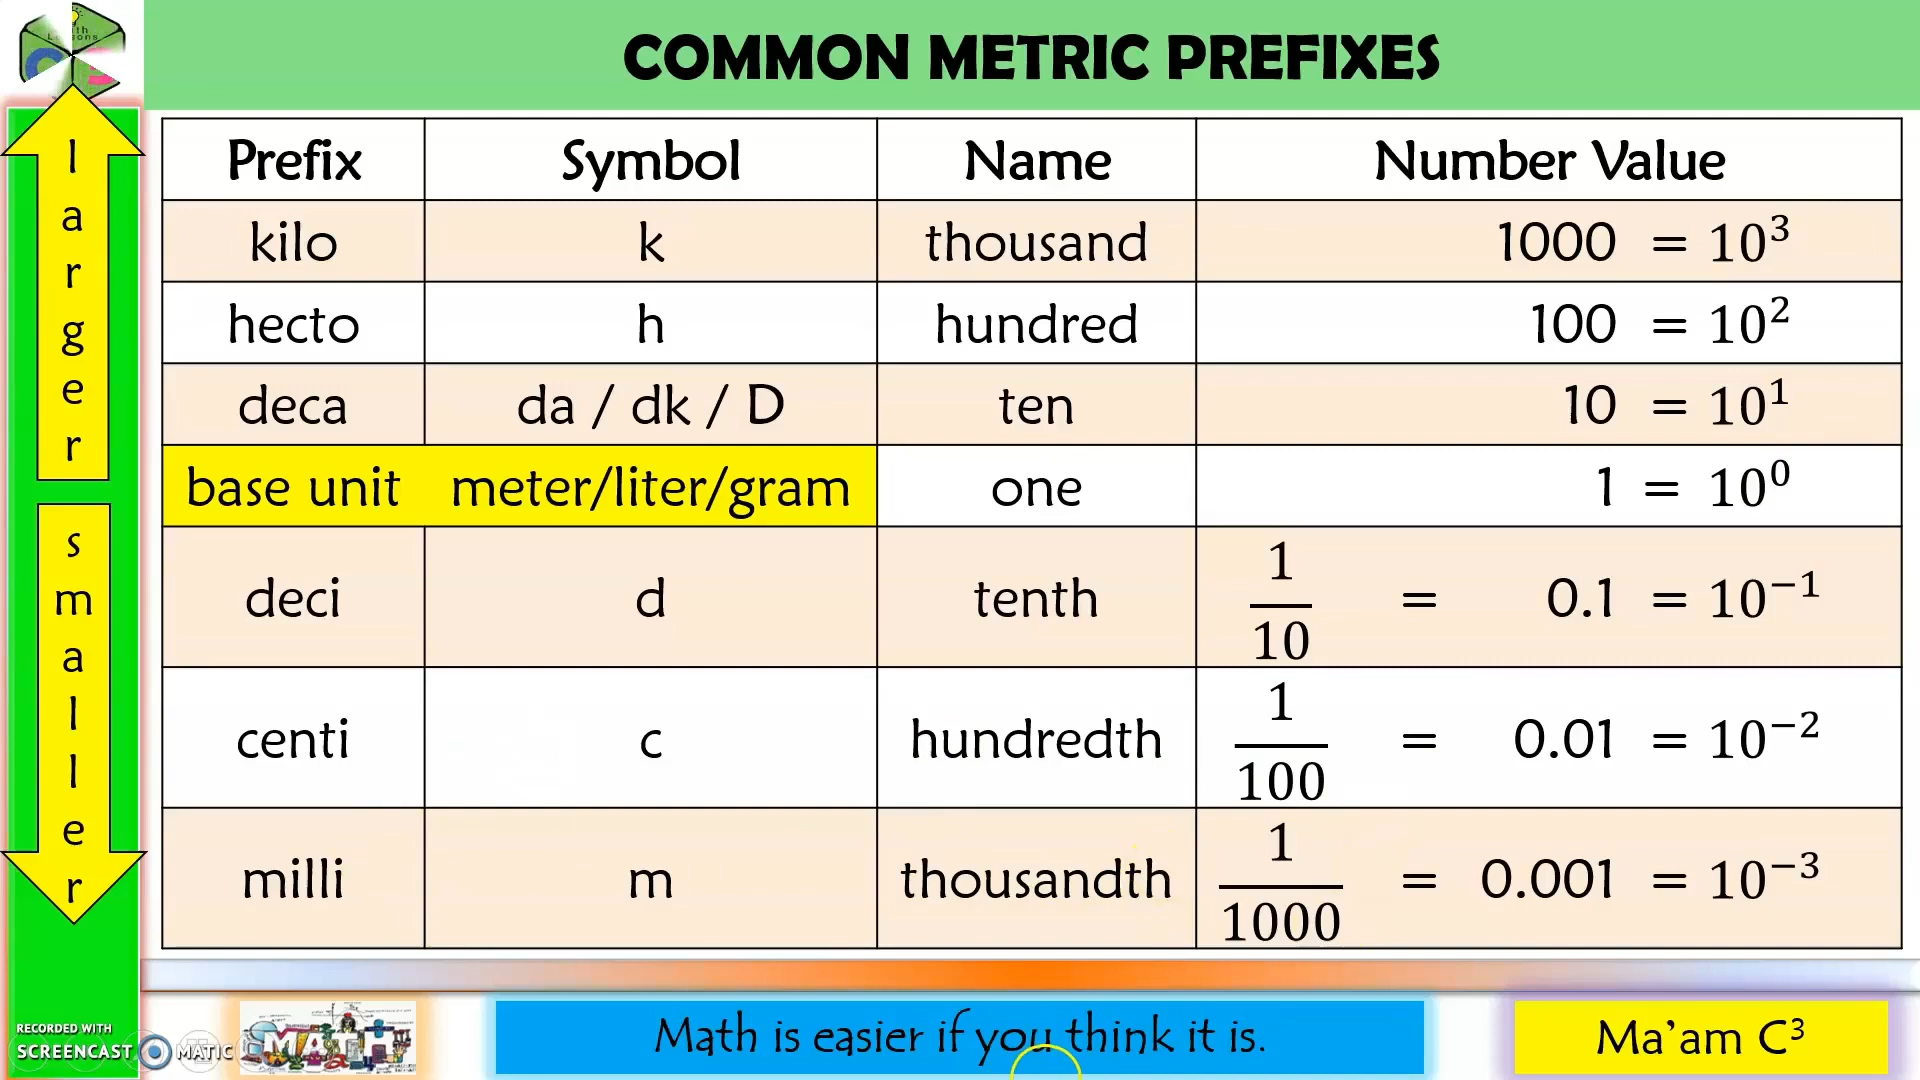 COMMON METRIC PREFIXES
larger
smaller
Prefix Symbol Name Number Value
kilo k thousand 1000 = 10³
hecto h hundred 100 = 10²
deca da / dk / D ten 10 = 10¹
base unit meter/liter/gram one 1 = 10⁰
deci d tenth 1/10 = 0.1 = 10⁻¹
centi c hundredth 1/100 = 0.01 = 10⁻²
milli m thousandth 1/1000 = 0.001 = 10⁻³
RECORDED WITH
SCREENCAST MATIC
MATH
Math is easier if you think it is.
Ma'am C³